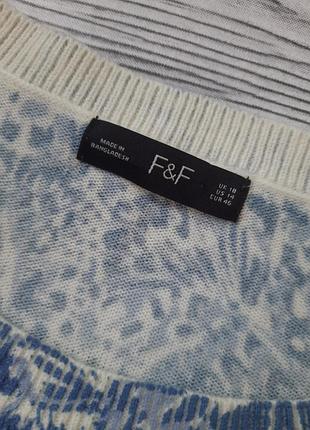 MADE IN
BANGLADESH
F&F
UK 18
US 14
EUR 46